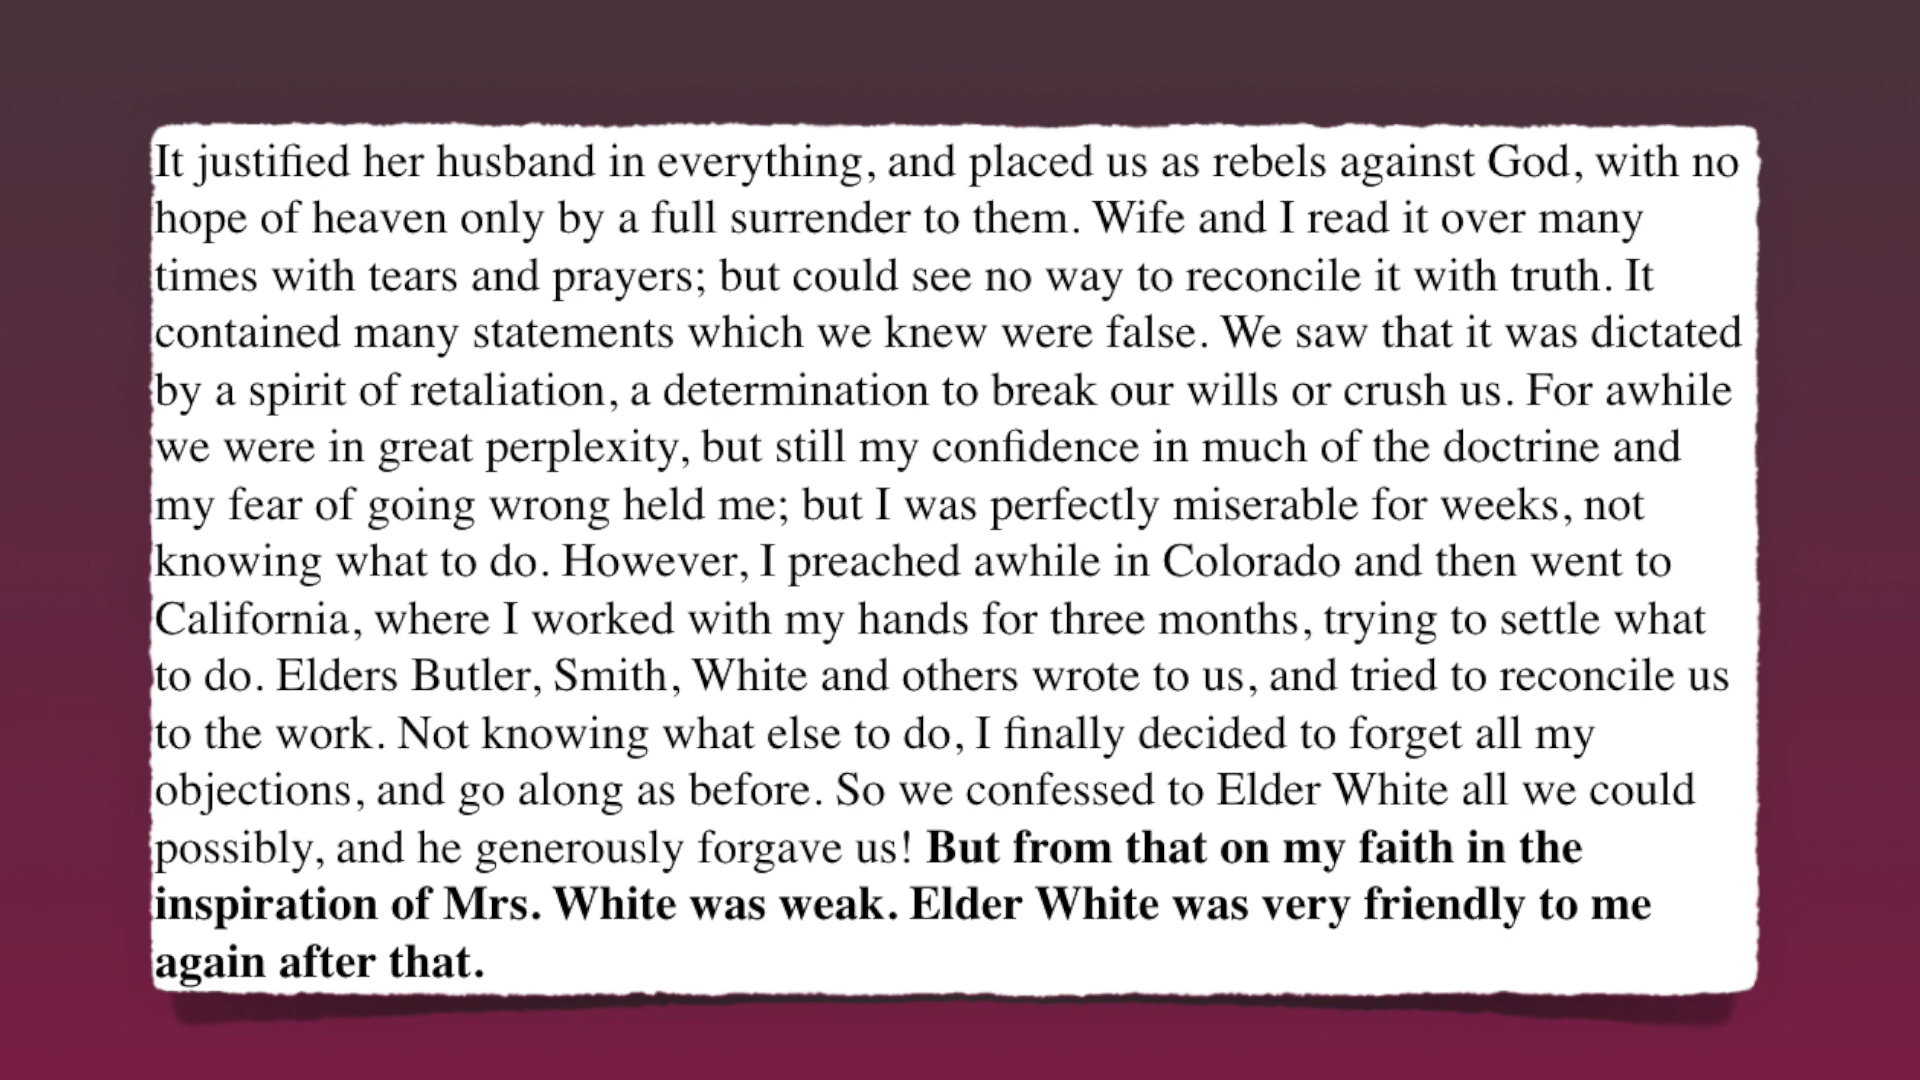 It justified her husband in everything, and placed us as rebels against God, with no
hope of heaven only by a full surrender to them. Wife and I read it over many
times with tears and prayers; but could see no way to reconcile it with truth. It
contained many statements which we knew were false. We saw that it was dictated
by a spirit of retaliation, a determination to break our wills or crush us. For awhile
we were in great perplexity, but still my confidence in much of the doctrine and
my fear of going wrong held me; but I was perfectly miserable for weeks, not
knowing what to do. However, I preached awhile in Colorado and then went to
California, where I worked with my hands for three months, trying to settle what
to do. Elders Butler, Smith, White and others wrote to us, and tried to reconcile us
to the work. Not knowing what else to do, I finally decided to forget all my
objections, and go along as before. So we confessed to Elder White all we could
possibly, and he generously forgave us! But from that on my faith in the
inspiration of Mrs. White was weak. Elder White was very friendly to me
again after that.